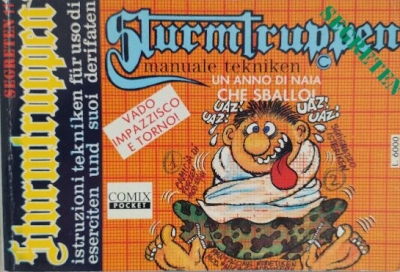 SEGRETEN!!
Sturmtruppen
istruzioni tekniken für uso di
eserciten und suoi derifaten
Sturmtruppen
©
SEGRETEN
manuale tekniken
UN ANNO DI NAIA
CHE SBALLO!
VADO
IMPAZZISCO
E TORNO!
UAZ!
UAZ!
UAZ!
UAZ!
COMIX
POCKET
L. 6000